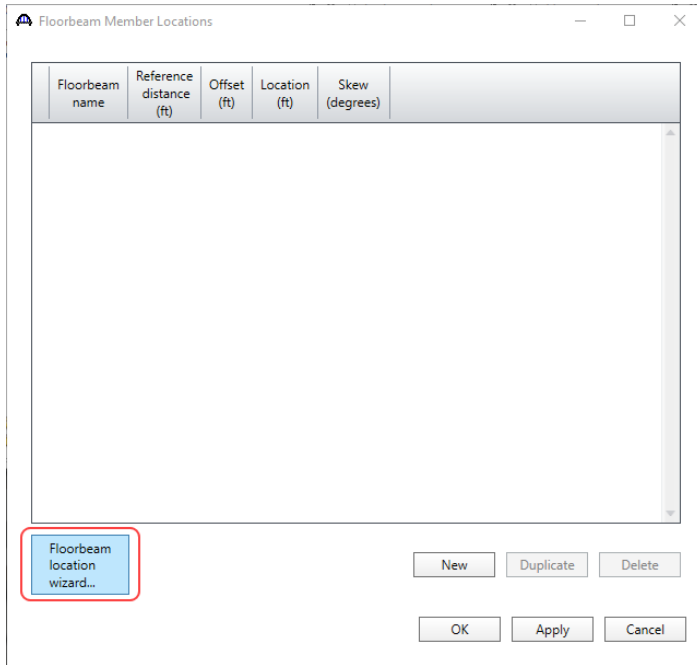 Floorbeam Member Locations
Floorbeam name
Reference distance (ft)
Offset (ft)
Location (ft)
Skew (degrees)
Floorbeam
location
wizard...
New
Duplicate
Delete
OK
Apply
Cancel